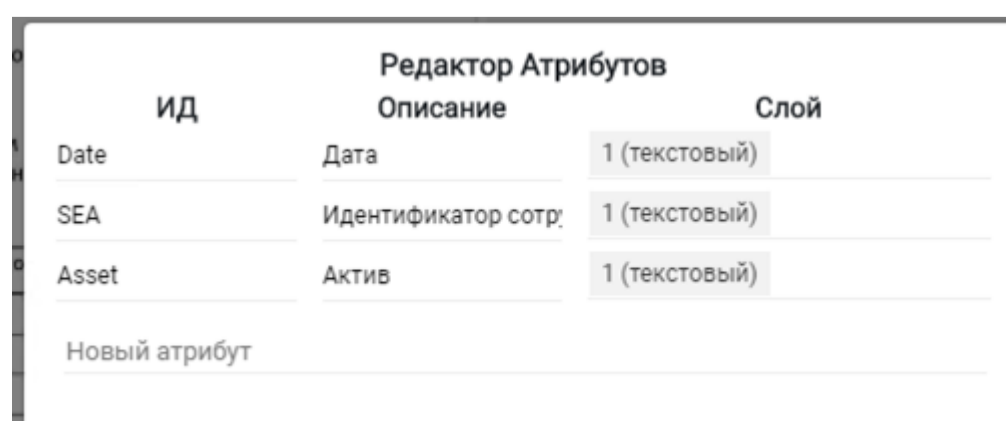 Редактор Атрибутов
ИД Описание Слой
Date Дата 1 (текстовый)
SEA Идентификатор сотру 1 (текстовый)
Asset Актив 1 (текстовый)
Новый атрибут